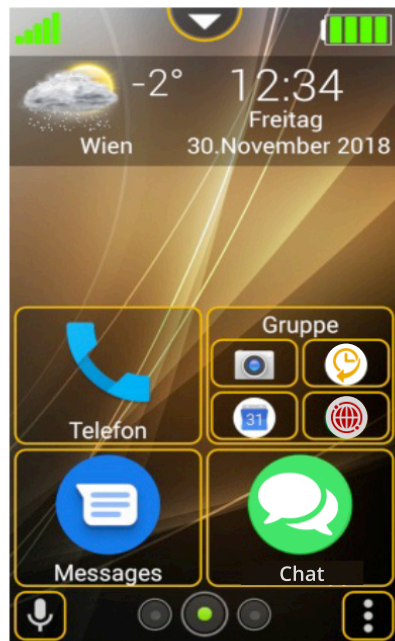 -2°
12:34
Freitag
Wien
30.November 2018
Gruppe
31
Telefon
Messages
Chat